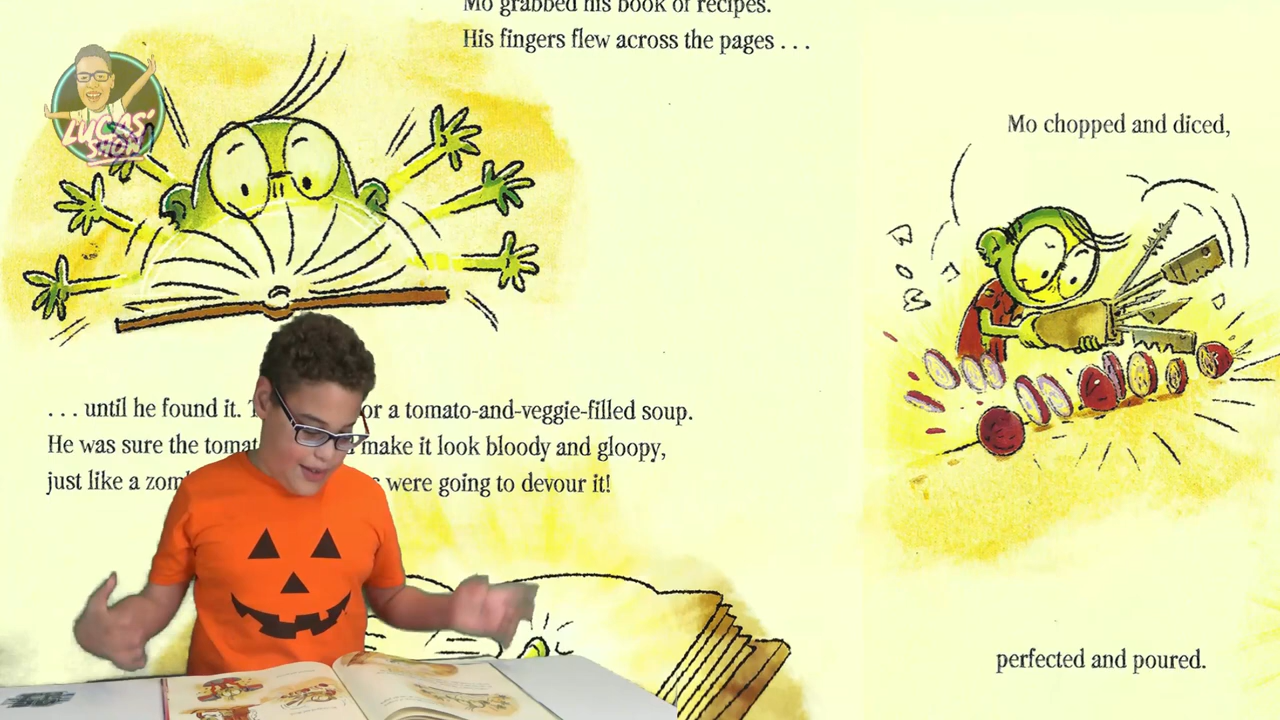 Mo grabbed his book of recipes.
His fingers flew across the pages . . .
LUCAS'
SHOW
Mo chopped and diced,
. . . until he found it. or a tomato-and-veggie-filled soup.
He was sure the make it look bloody and gloopy,
just like a were going to devour it!
perfected and poured.